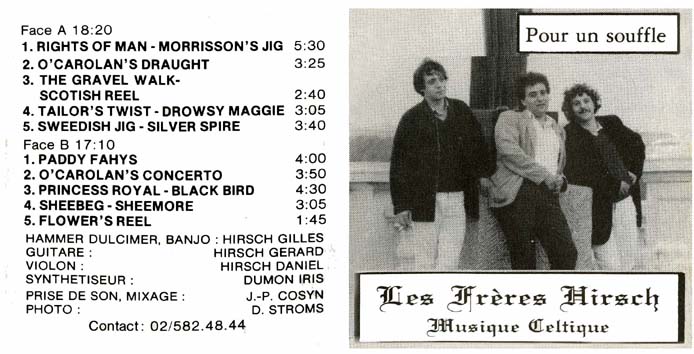 Face A 18:20
1. RIGHTS OF MAN - MORRISSON'S JIG 5:30
2. O'CAROLAN'S DRAUGHT 3:25
3. THE GRAVEL WALK-
SCOTISH REEL 2:40
4. TAILOR'S TWIST - DROWSY MAGGIE 3:05
5. SWEEDISH JIG - SILVER SPIRE 3:40
Face B 17:10
1. PADDY FAHYS 4:00
2. O'CAROLAN'S CONCERTO 3:50
3. PRINCESS ROYAL - BLACK BIRD 4:30
4. SHEEBEG - SHEEMORE 3:05
5. FLOWER'S REEL 1:45
HAMMER DULCIMER, BANJO : HIRSCH GILLES
GUITARE : HIRSCH GERARD
VIOLON : HIRSCH DANIEL
SYNTHETISEUR : DUMON IRIS
PRISE DE SON, MIXAGE : J.-P. COSYN
PHOTO : D. STROMS
Contact: 02/582.48.44
Pour un souffle
Les Frères Hirsch
Musique Celtique